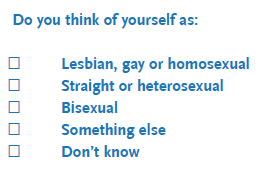 Do you think of yourself as:
☐ Lesbian, gay or homosexual
☐ Straight or heterosexual
☐ Bisexual
☐ Something else
☐ Don't know